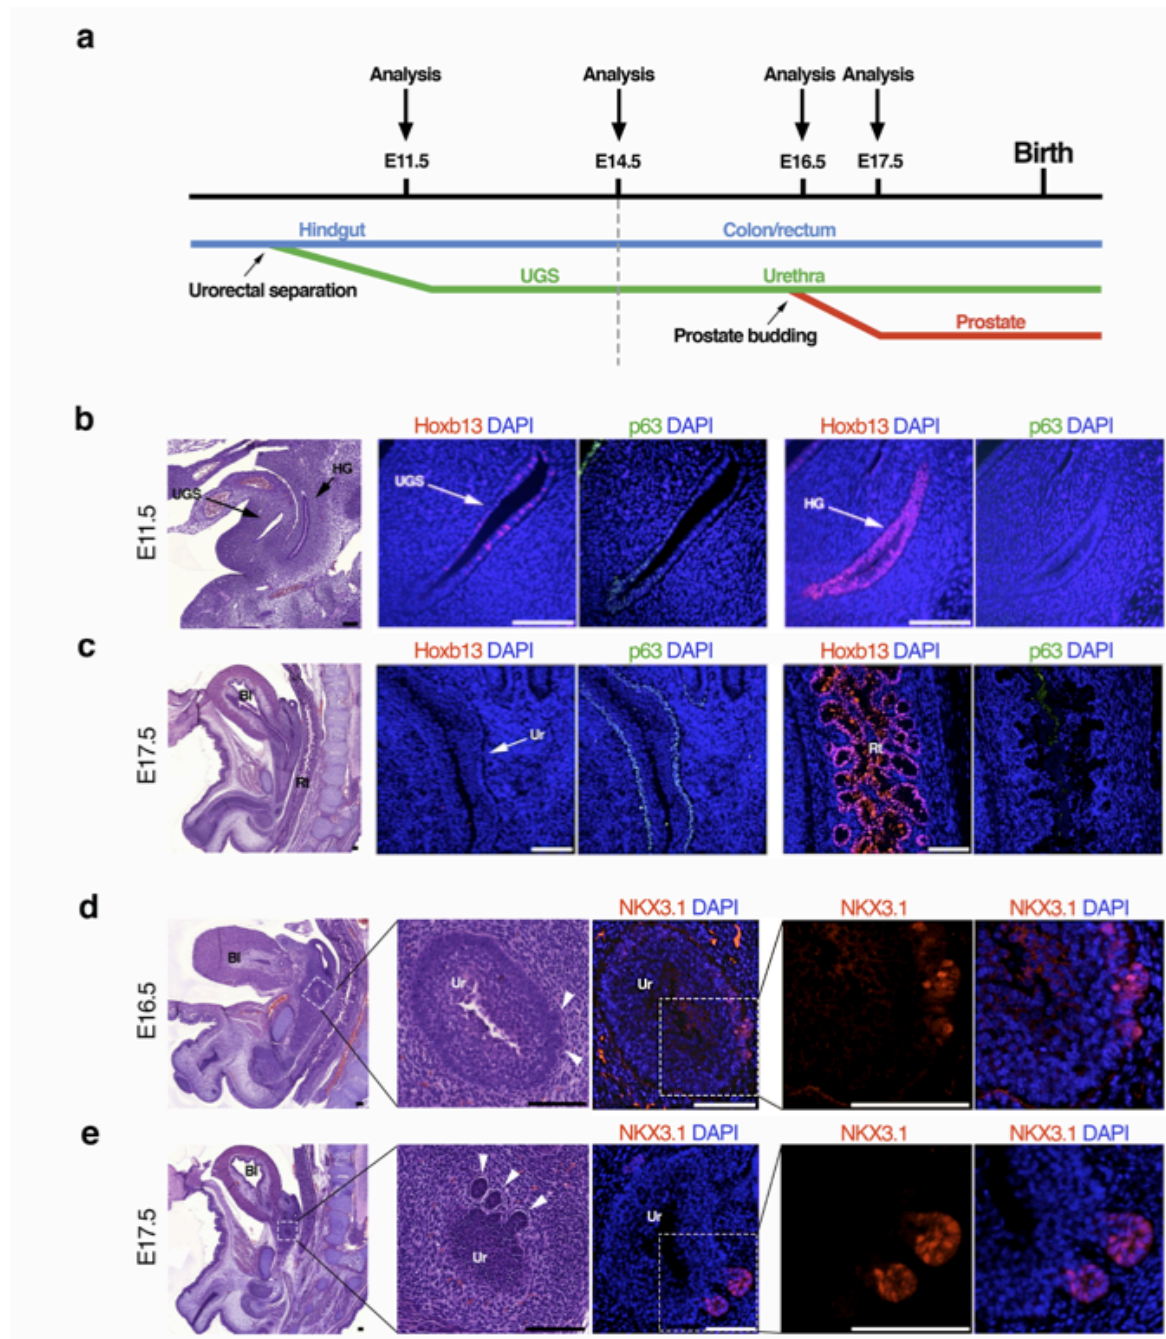 a
Analysis Analysis Analysis Analysis
E11.5 E14.5 E16.5 E17.5 Birth
Hindgut Colon/rectum
UGS Urethra
Urorectal separation
Prostate
Prostate budding
b
Hoxb13 DAPI p63 DAPI Hoxb13 DAPI p63 DAPI
E11.5
UGS HG UGS HG
c
Hoxb13 DAPI p63 DAPI Hoxb13 DAPI p63 DAPI
E17.5
Bl Rt Ur Rt
d
NKX3.1 DAPI NKX3.1 NKX3.1 DAPI
E16.5
Bl Ur Ur
e
NKX3.1 DAPI NKX3.1 NKX3.1 DAPI
E17.5
Bl Ur Ur